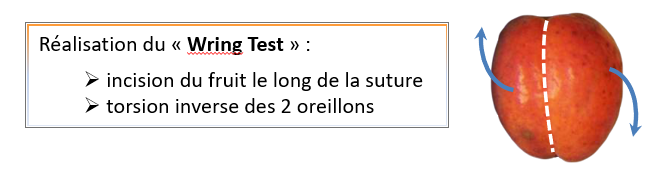 Réalisation du « Wring Test » :
➢ incision du fruit le long de la suture
➢ torsion inverse des 2 oreillons